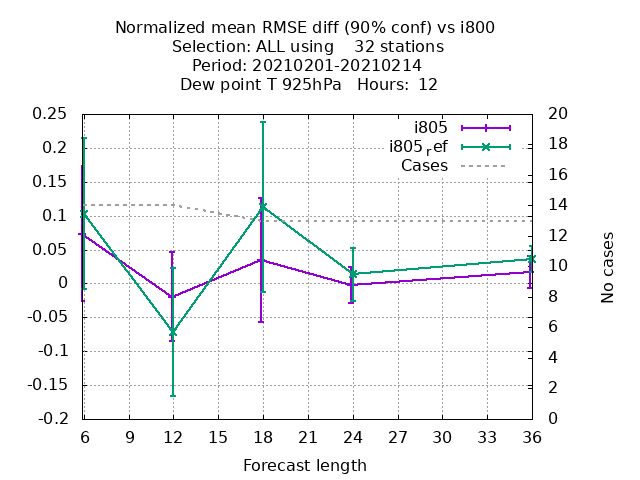 Normalized mean RMSE diff (90% conf) vs i800
Selection: ALL using 32 stations
Period: 20210201-20210214
Dew point T 925hPa Hours: 12
i805
i805ref
Cases
0.25
0.2
0.15
0.1
0.05
0
-0.05
-0.1
-0.15
-0.2
20
18
16
14
12
10
8
6
4
2
0
No cases
6 9 12 15 18 21 24 27 30 33 36
Forecast length